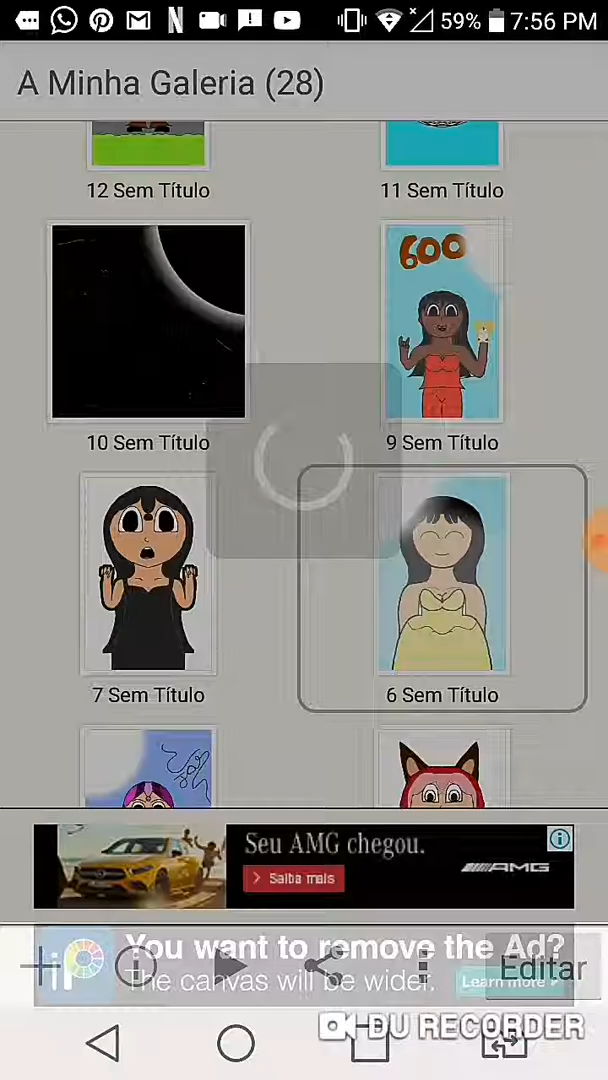 59% 7:56 PM
A Minha Galeria (28)
12 Sem Título
11 Sem Título
600
10 Sem Título
9 Sem Título
7 Sem Título
6 Sem Título
Seu AMG chegou.
> Saiba mais
AMG
You want to remove the Ad?
The canvas will be wider.
Learn more >
Editar
DU RECORDER